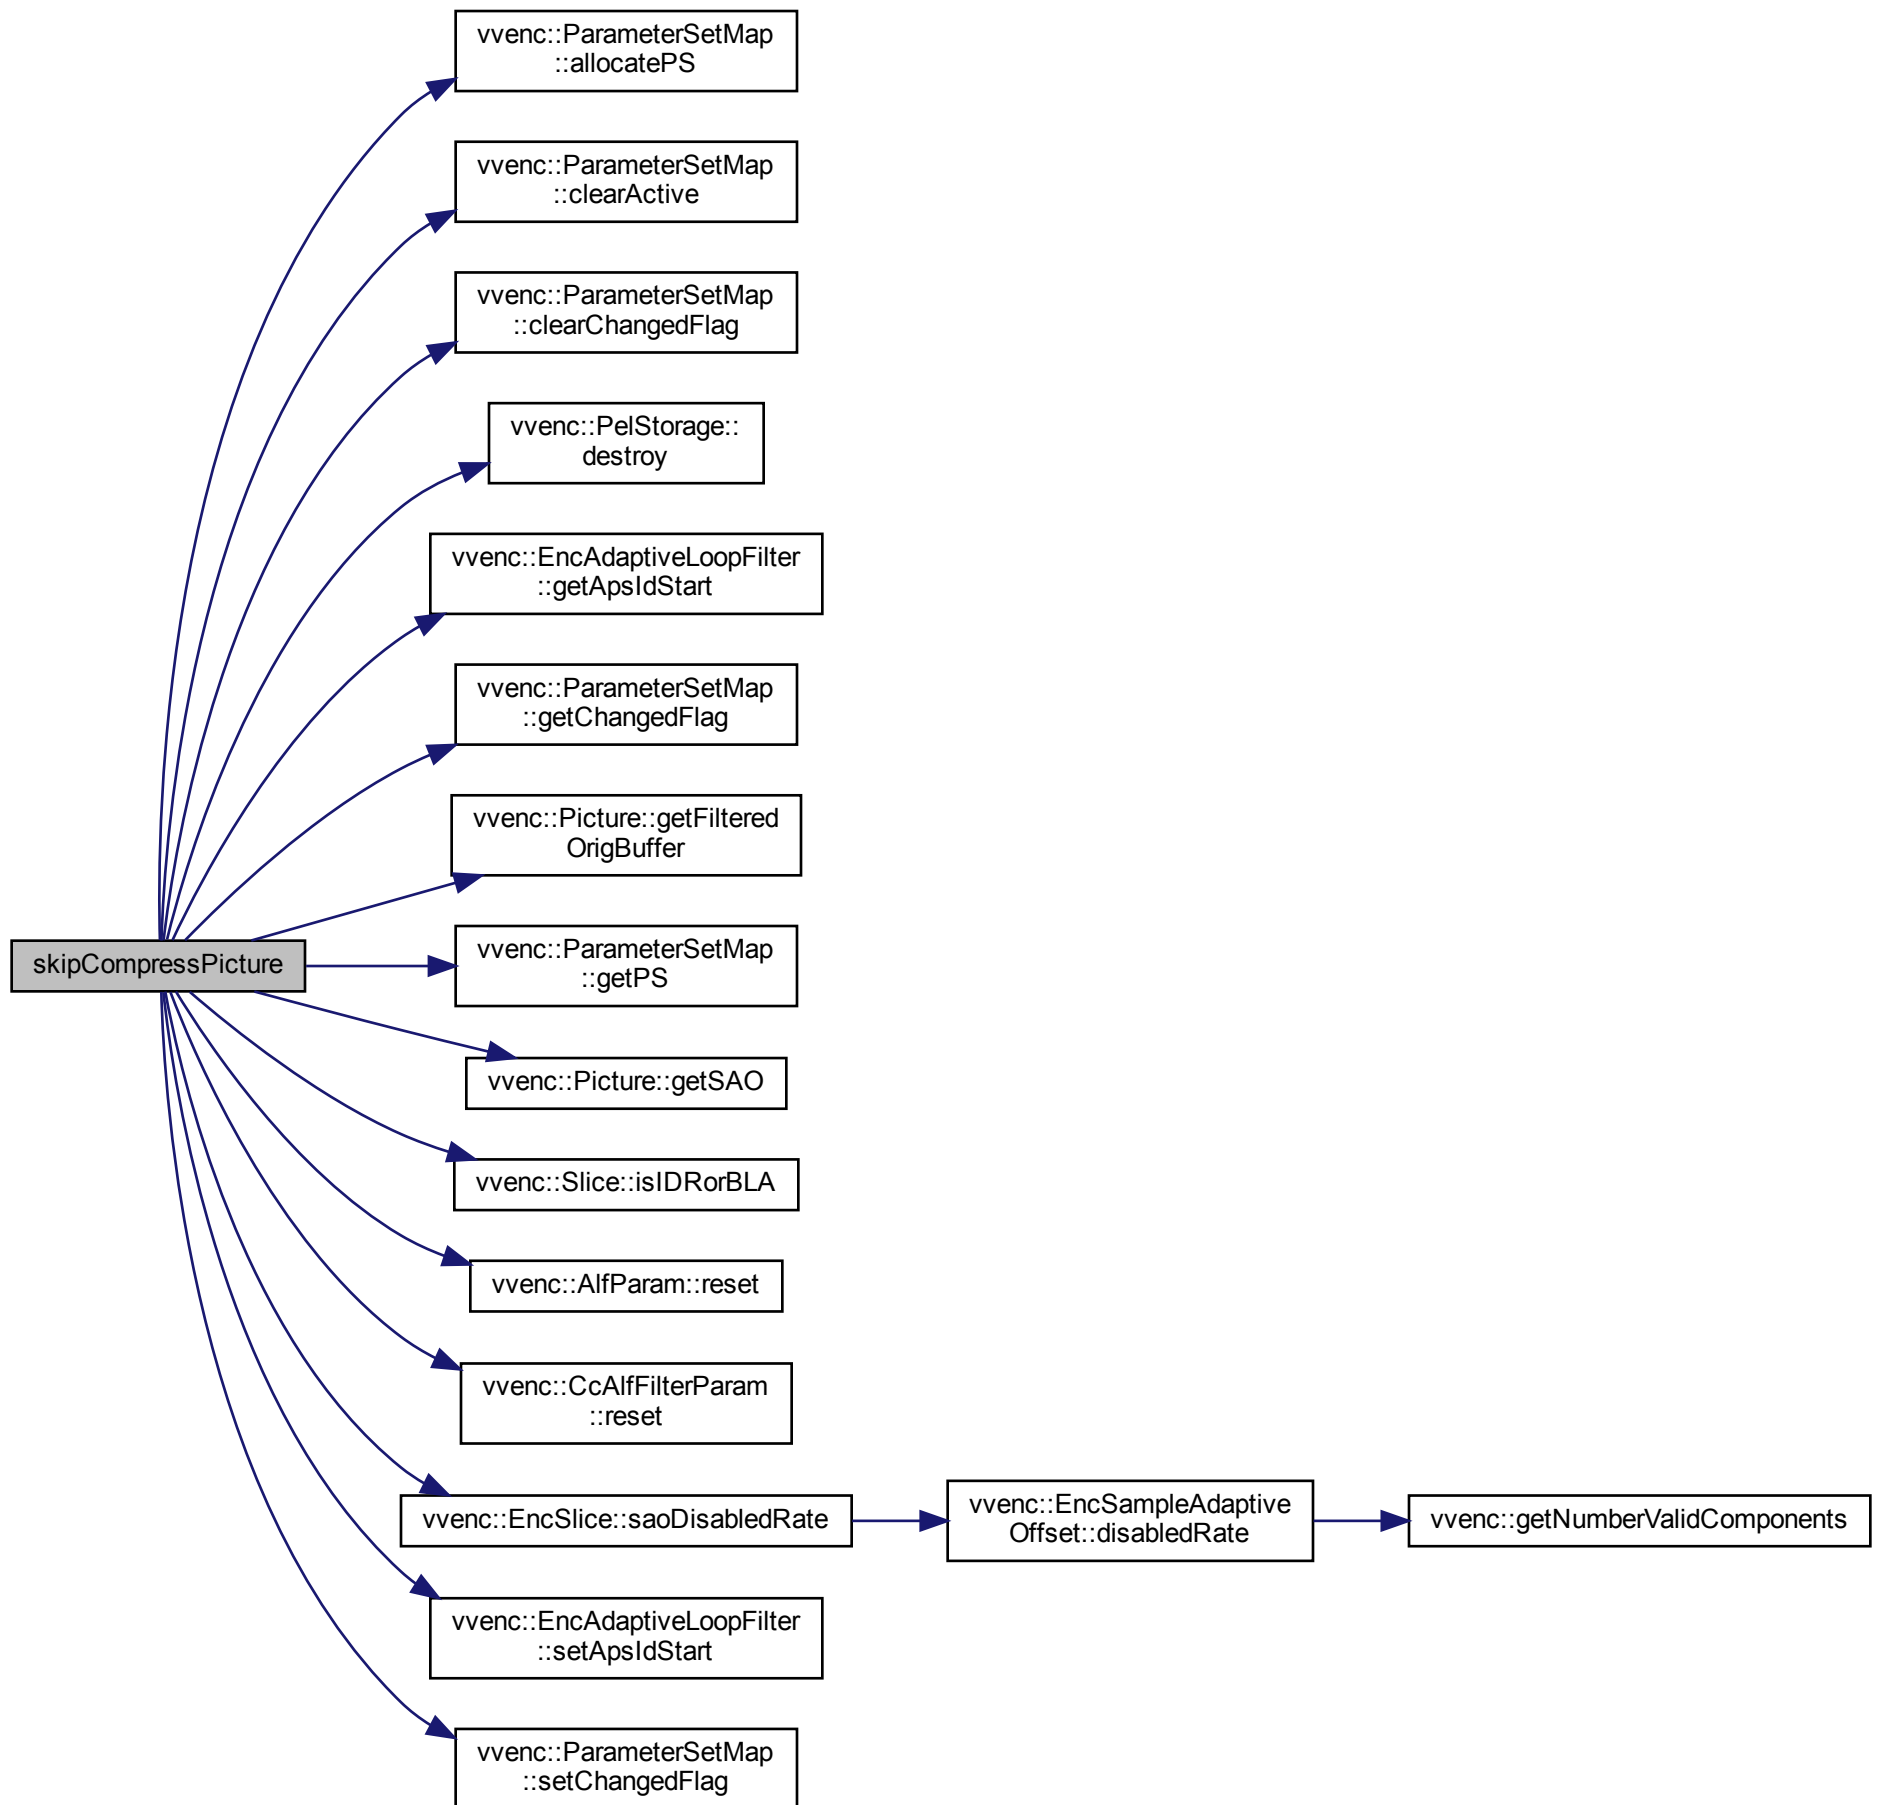 vvenc::ParameterSetMap
::allocatePS
vvenc::ParameterSetMap
::clearActive
vvenc::ParameterSetMap
::clearChangedFlag
vvenc::PelStorage::
destroy
vvenc::EncAdaptiveLoopFilter
::getApsIdStart
vvenc::ParameterSetMap
::getChangedFlag
vvenc::Picture::getFiltered
OrigBuffer
skipCompressPicture
vvenc::ParameterSetMap
::getPS
vvenc::Picture::getSAO
vvenc::Slice::isIDRorBLA
vvenc::AlfParam::reset
vvenc::CcAlfFilterParam
::reset
vvenc::EncSlice::saoDisabledRate
vvenc::EncSampleAdaptive
Offset::disabledRate
vvenc::getNumberValidComponents
vvenc::EncAdaptiveLoopFilter
::setApsIdStart
vvenc::ParameterSetMap
::setChangedFlag